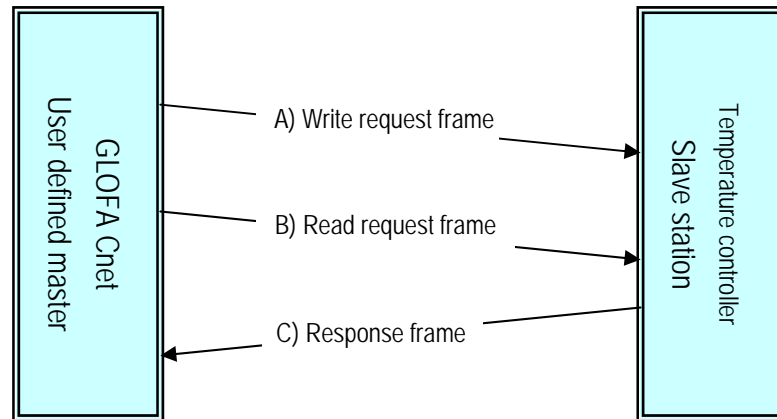 GLOFA Cnet
User defined master
A) Write request frame
B) Read request frame
C) Response frame
Temperature controller
Slave station